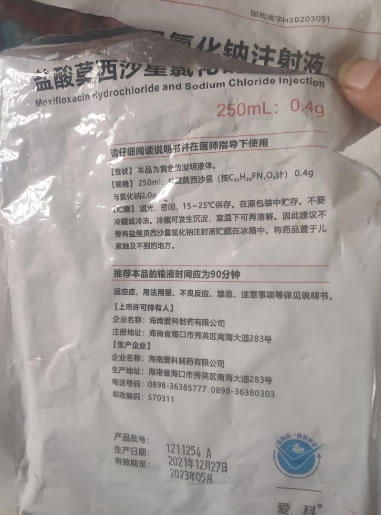 国药准字H20203091
盐酸莫西沙星氯化钠注射液
Moxifloxacin Hydrochloride and Sodium Chloride Injection
250mL：0.4g
请仔细阅读说明书并在医师指导下使用
【性状】本品为黄色的澄明液体。
【规格】250mL：盐酸莫西沙星（按C₂₁H₂₄FN₃O₄计）0.4g
与氯化钠2.0g
【贮藏】遮光，密闭，15~25℃保存。在原包装中贮存。不要
冷藏或冷冻。冷藏可发生沉淀，室温下可再溶解。因此建议不
要将盐酸莫西沙星氯化钠注射液贮藏在冰箱中。将药品置于儿
童触及不到的地方。
推荐本品的输液时间应为90分钟
适应症、用法用量、不良反应、禁忌、注意事项等详见说明书。
【上市许可持有人】
企业名称：海南爱科制药有限公司
注册地址：海南省海口市秀英区南海大道283号
【生产企业】
企业名称：海南爱科制药有限公司
生产地址：海南省海口市秀英区南海大道283号
电话号码：0898-36385777 0898-36380303
邮政编码：570311
产品批号：1211254 A
生产日期：2021年12月27日
有效期至：2023年05月
爱科